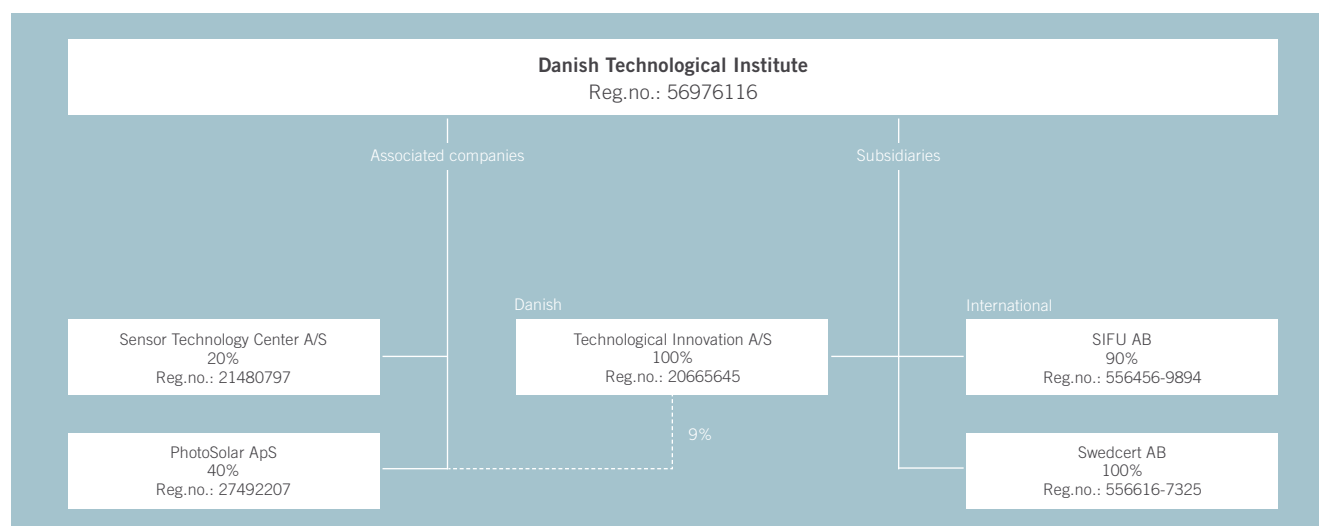 Danish Technological Institute
Reg.no.: 56976116
Associated companies
Subsidiaries
Danish
International
Sensor Technology Center A/S
20%
Reg.no.: 21480797
Technological Innovation A/S
100%
Reg.no.: 20665645
SIFU AB
90%
Reg.no.: 556456-9894
9%
PhotoSolar ApS
40%
Reg.no.: 27492207
Swedcert AB
100%
Reg.no.: 556616-7325